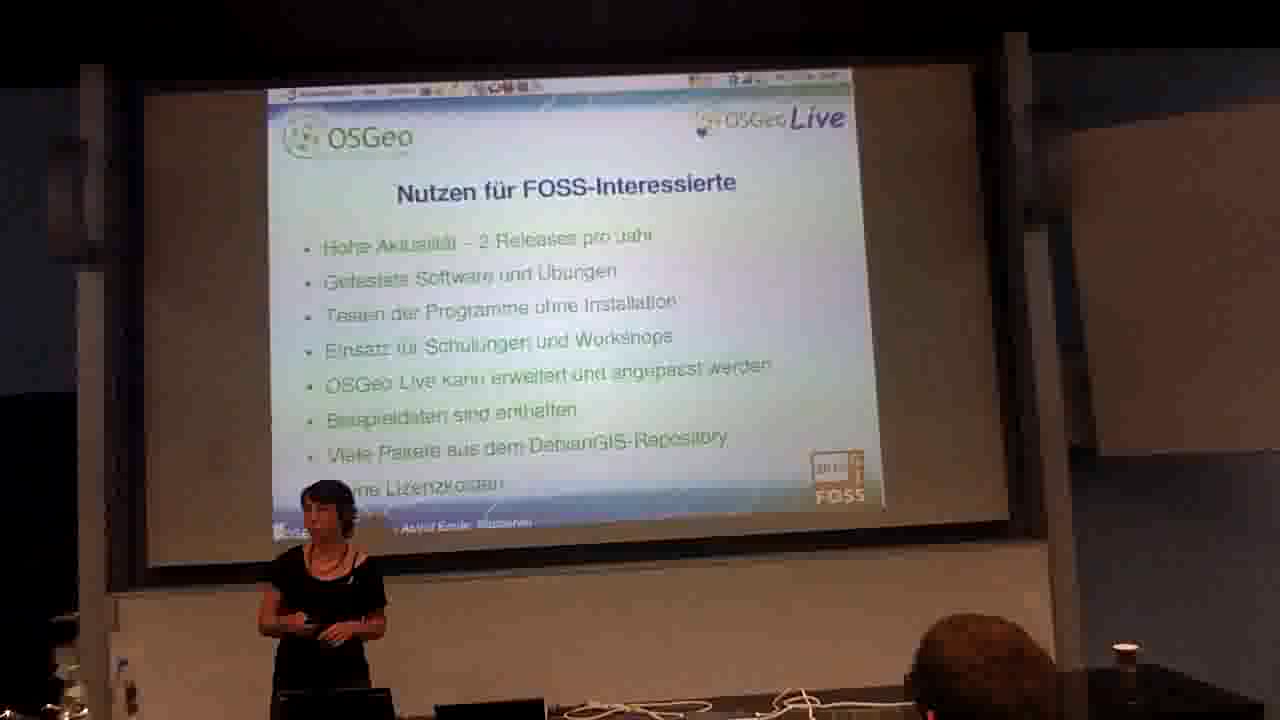 OSGeo
OSGeo Live
Nutzen für FOSS-Interessierte
• Hohe Aktualität – 2 Releases pro Jahr
• Getestete Software und Übungen
• Testen der Programme ohne Installation
• Einsatz für Schulungen und Workshops
• OSGeo Live kann erweitert und angepasst werden
• Beispieldaten sind enthalten
• Viele Pakete aus dem DebianGIS-Repository
Lizenzkosten
FOSS